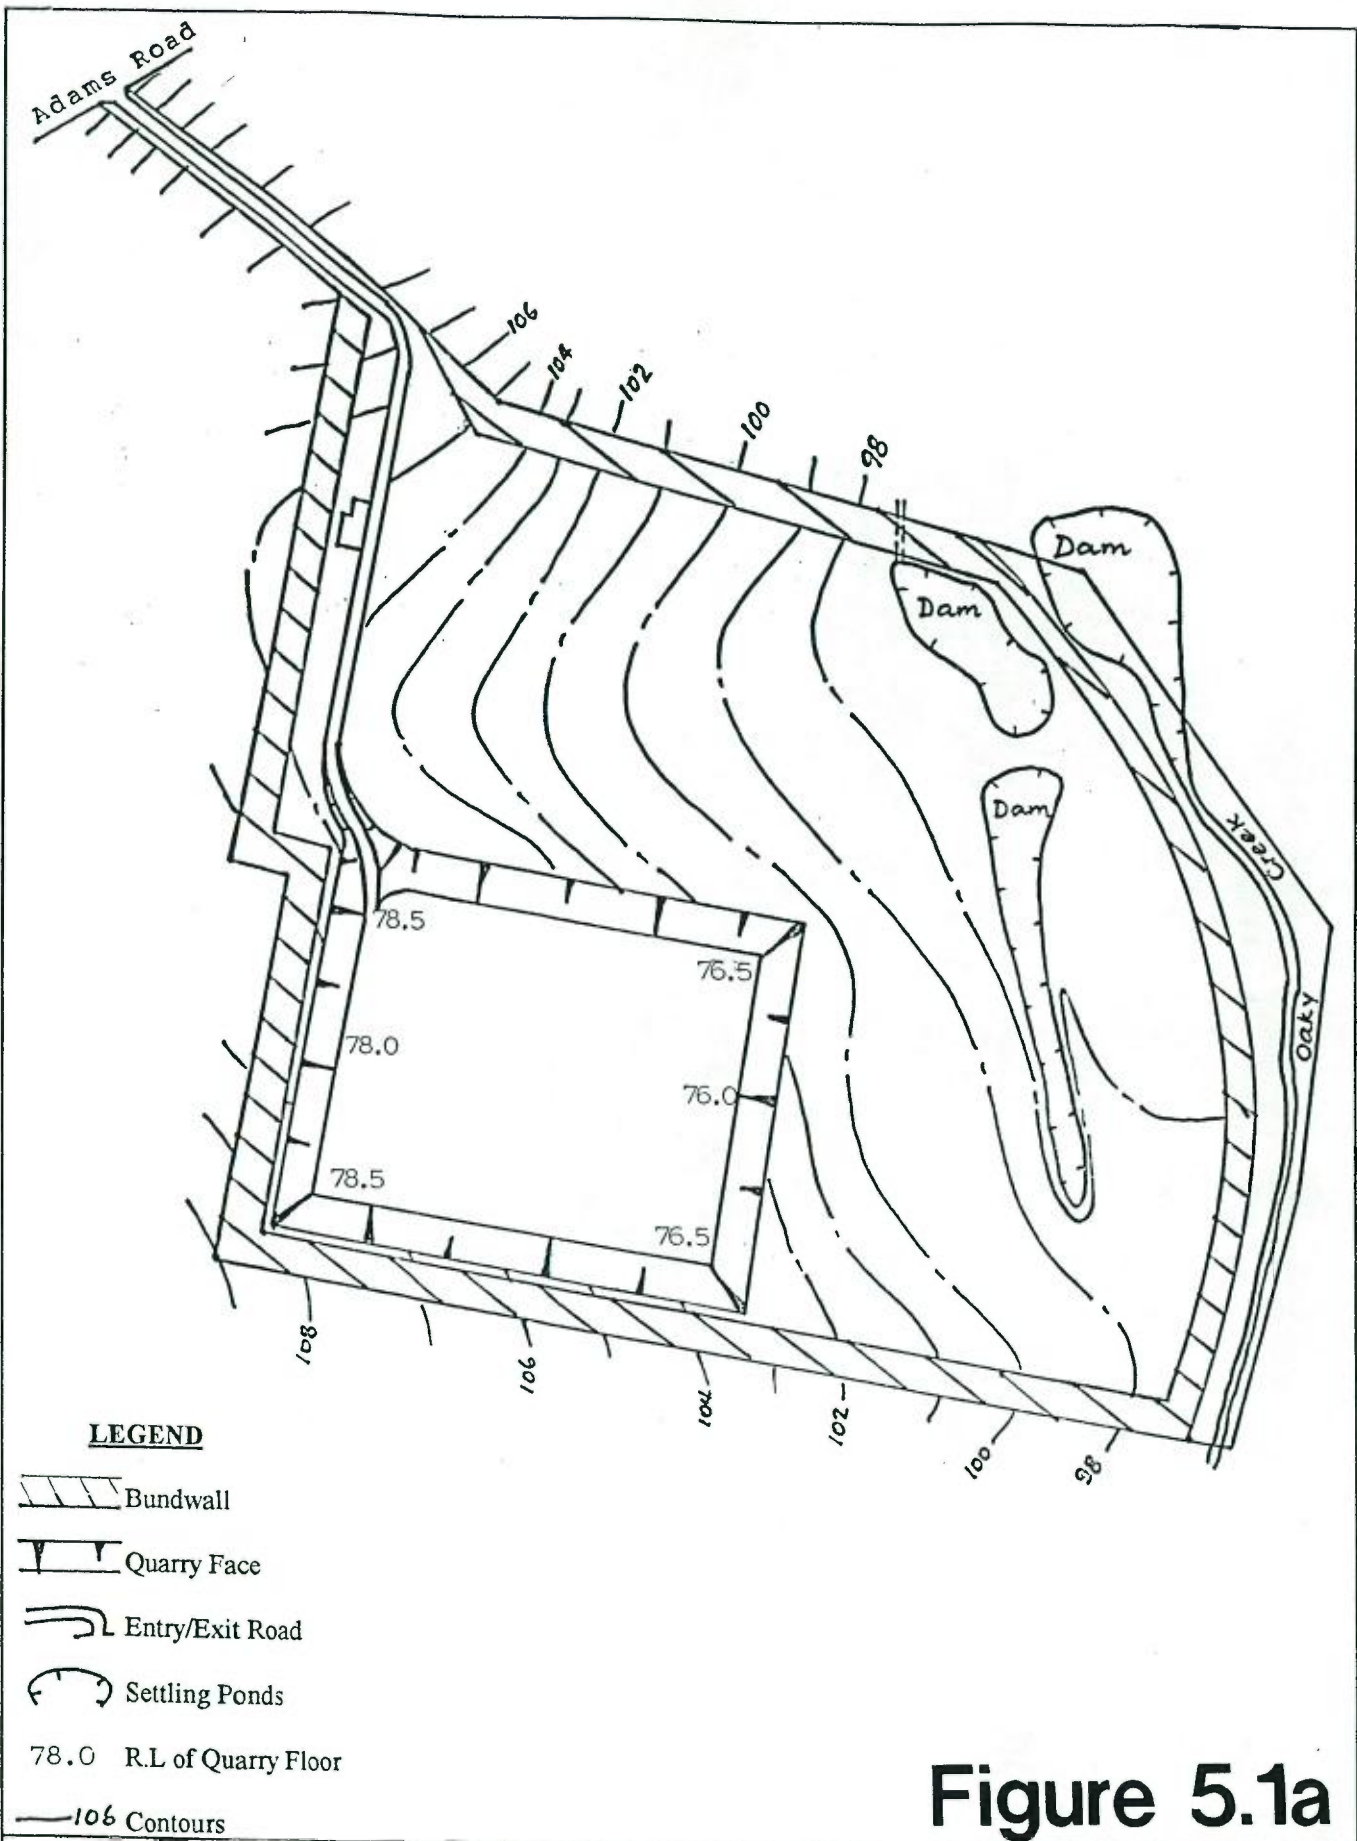 Adams Road
106
104
102
100
98
Dam
Dam
Dam
Creek
Oaky
78.5
76.5
78.0
76.0
78.5
76.5
108
106
104
102
100
98
LEGEND
Bundwall
Quarry Face
Entry/Exit Road
Settling Ponds
78.0 R.L of Quarry Floor
106 Contours
Figure 5.1a